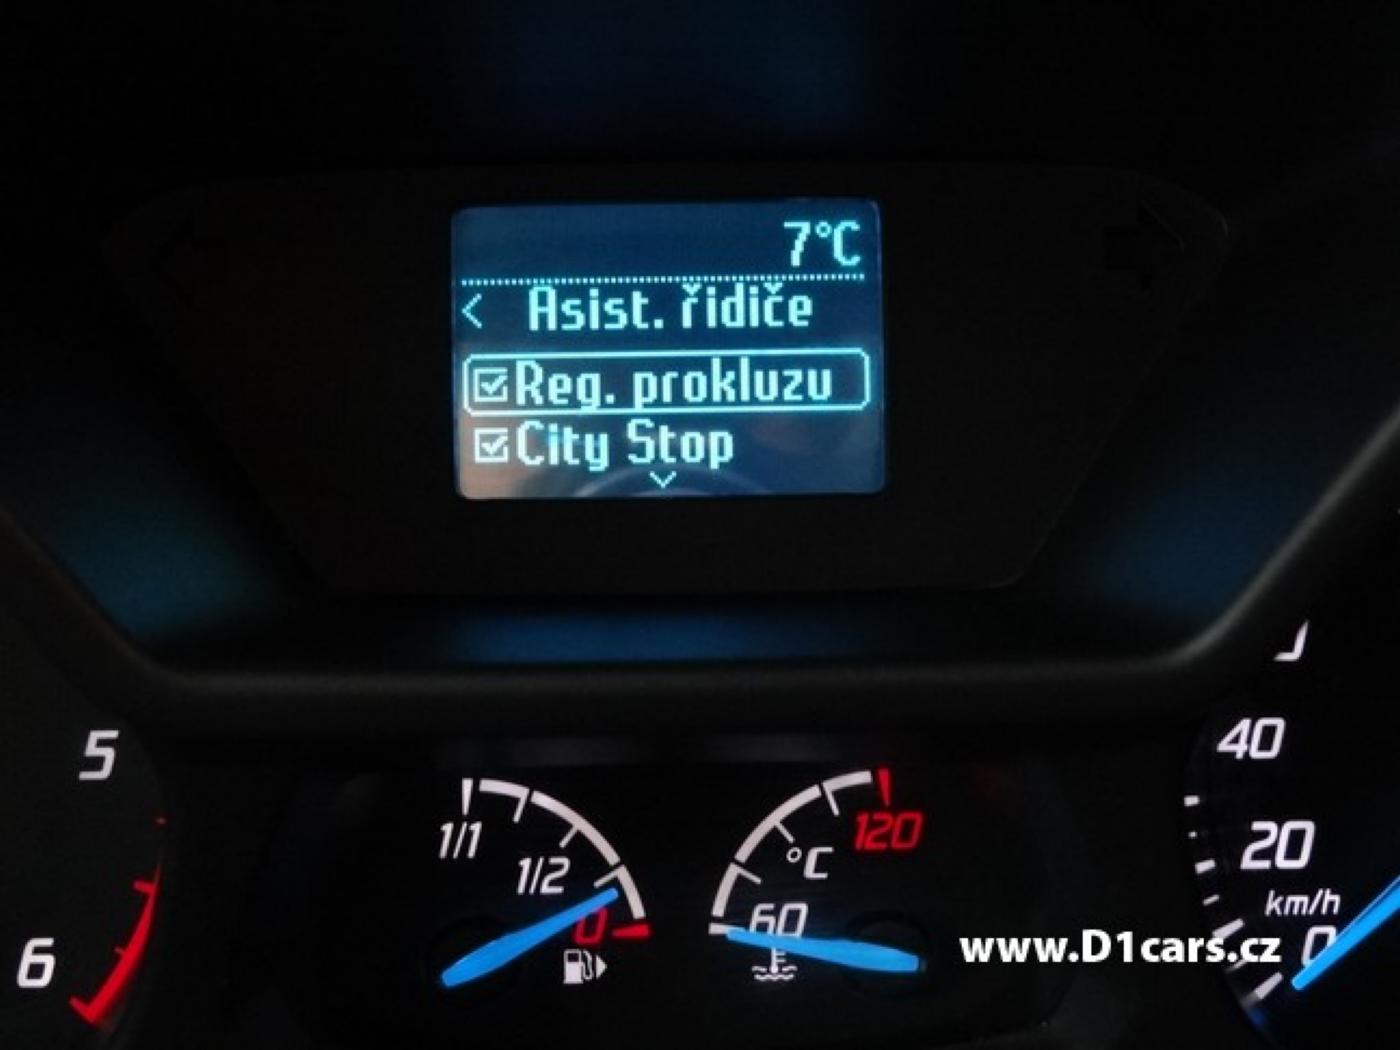 7°C
< Asist. řidiče
Reg. prokluzu
City Stop
5
6
1/1
1/2
0
°C
120
60
40
20
km/h
0
www.D1cars.cz